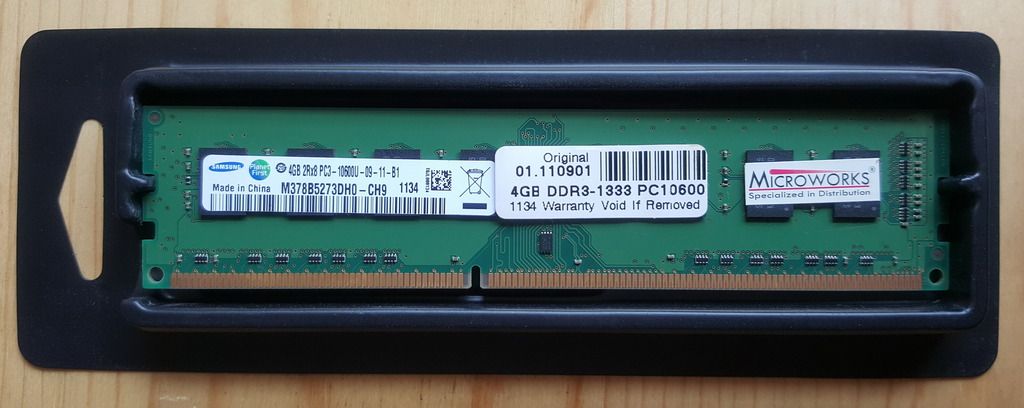 SAMSUNG
Planet
First
4GB 2Rx8 PC3-10600U-09-11-B1
Made in China
M378B5273DH0-CH9
1134
Original
01.110901
4GB DDR3-1333 PC10600
1134 Warranty Void If Removed
MICROWORKS®
Specialized in Distribution